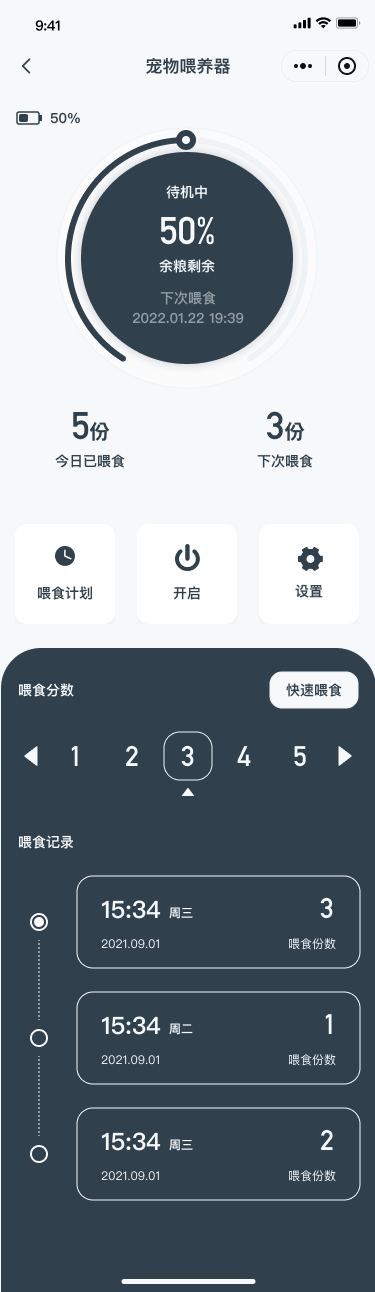 9:41
宠物喂养器
50%
待机中
50%
余粮剩余
下次喂食
2022.01.22 19:39
5份
3份
今日已喂食
下次喂食
喂食计划
开启
设置
喂食分数
快速喂食
1 2 3 4 5
喂食记录
15:34 周三
3
2021.09.01
喂食份数
15:34 周二
1
2021.09.01
喂食份数
15:34 周三
2
2021.09.01
喂食份数